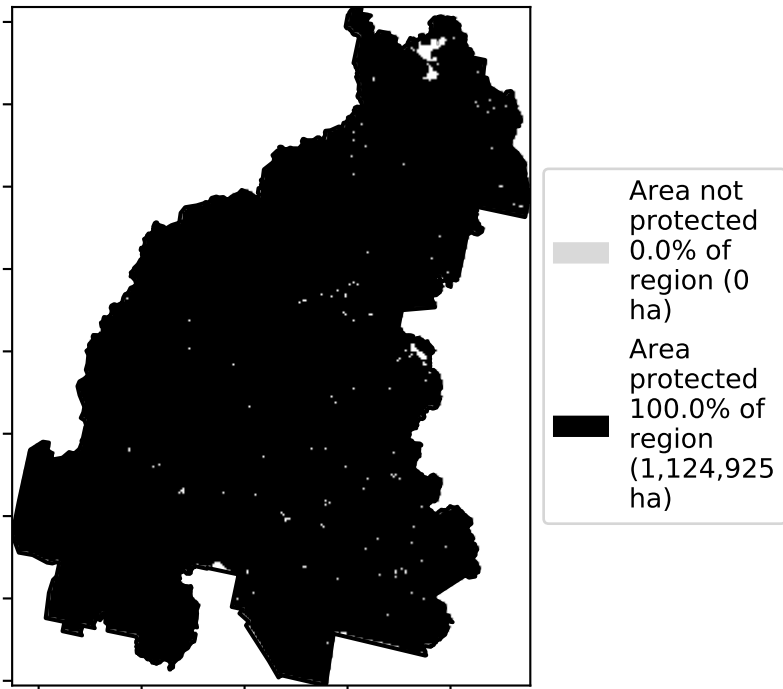 Area not
protected
0.0% of
region (0
ha)
Area
protected
100.0% of
region
(1,124,925
ha)